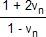 1 + 2vₙ
1 - vₙ